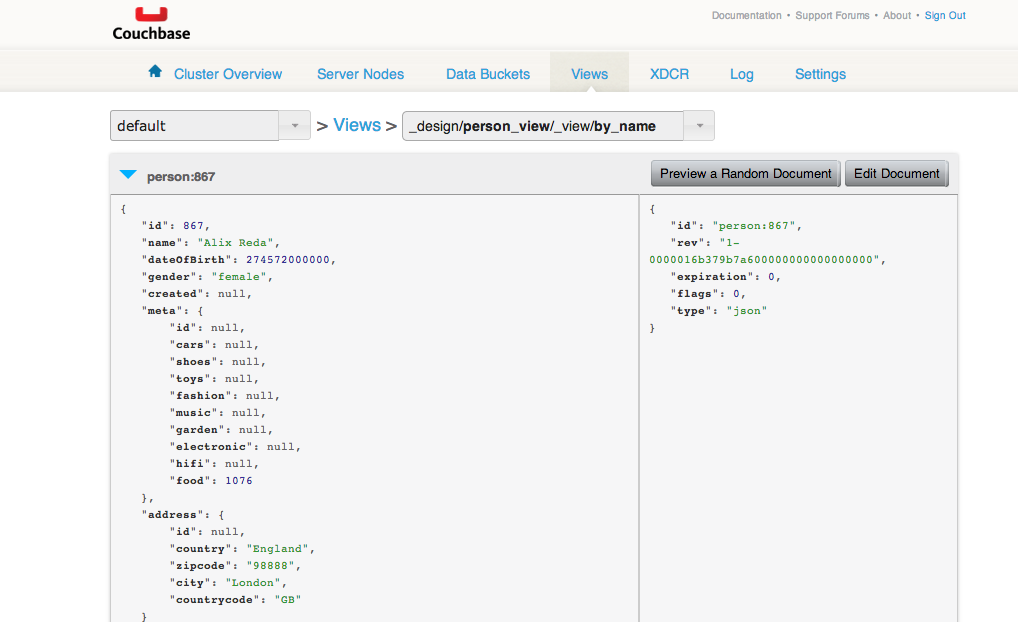 Couchbase
Documentation • Support Forums • About • Sign Out
Cluster Overview Server Nodes Data Buckets Views XDCR Log Settings
default > Views > _design/person_view/_view/by_name
person:867 Preview a Random Document Edit Document
{
"id": 867,
"name": "Alix Reda",
"dateOfBirth": 274572000000,
"gender": "female",
"created": null,
"meta": {
"id": null,
"cars": null,
"shoes": null,
"toys": null,
"fashion": null,
"music": null,
"garden": null,
"electronic": null,
"hifi": null,
"food": 1076
},
"address": {
"id": null,
"country": "England",
"zipcode": "98888",
"city": "London",
"countrycode": "GB"
}
{
"id": "person:867",
"rev": "1-
0000016b379b7a600000000000000000",
"expiration": 0,
"flags": 0,
"type": "json"
}